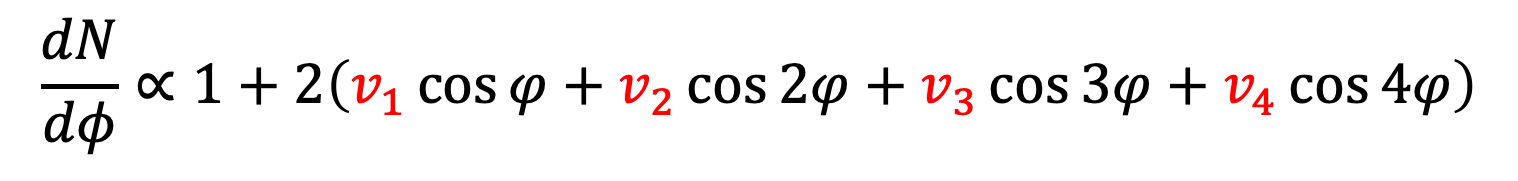 dN/dϕ ∝ 1 + 2(v₁ cos φ + v₂ cos 2φ + v₃ cos 3φ + v₄ cos 4φ)